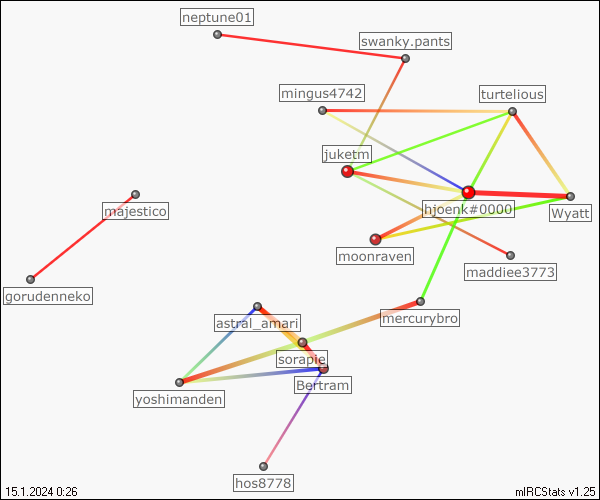 neptune01
swanky.pants
mingus4742
turtelious
juketm
hjoenk#0000
majestico
Wyatt
moonraven
maddiee3773
gorudenneko
mercurybro
astral_amari
sorapie
Bertram
yoshimanden
hos8778
15.1.2024 0:26
mIRCStats v1.25